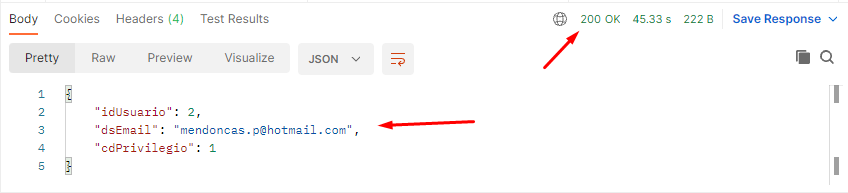 Body Cookies Headers (4) Test Results 200 OK 45.33 s 222 B Save Response
Pretty Raw Preview Visualize JSON
1 {
2 "idUsuario": 2,
3 "dsEmail": "mendoncas.p@hotmail.com",
4 "cdPrivilegio": 1
5 }